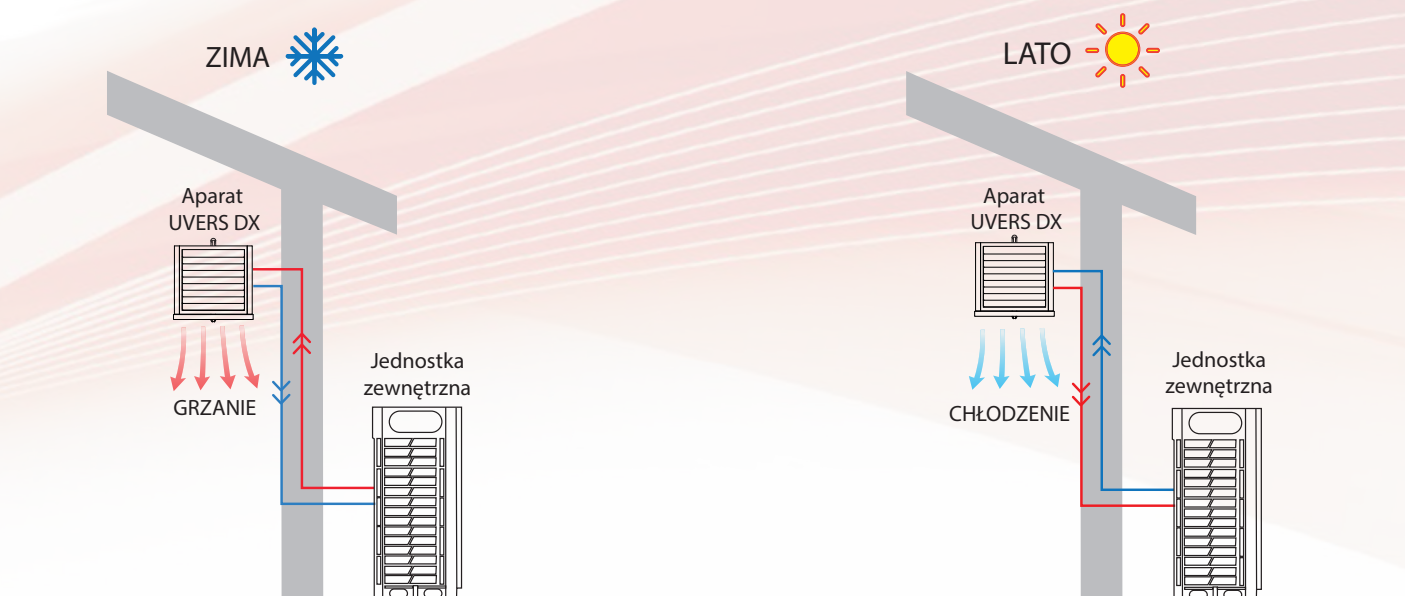 ZIMA
Aparat
UVERS DX
GRZANIE
Jednostka
zewnętrzna
LATO
Aparat
UVERS DX
CHŁODZENIE
Jednostka
zewnętrzna